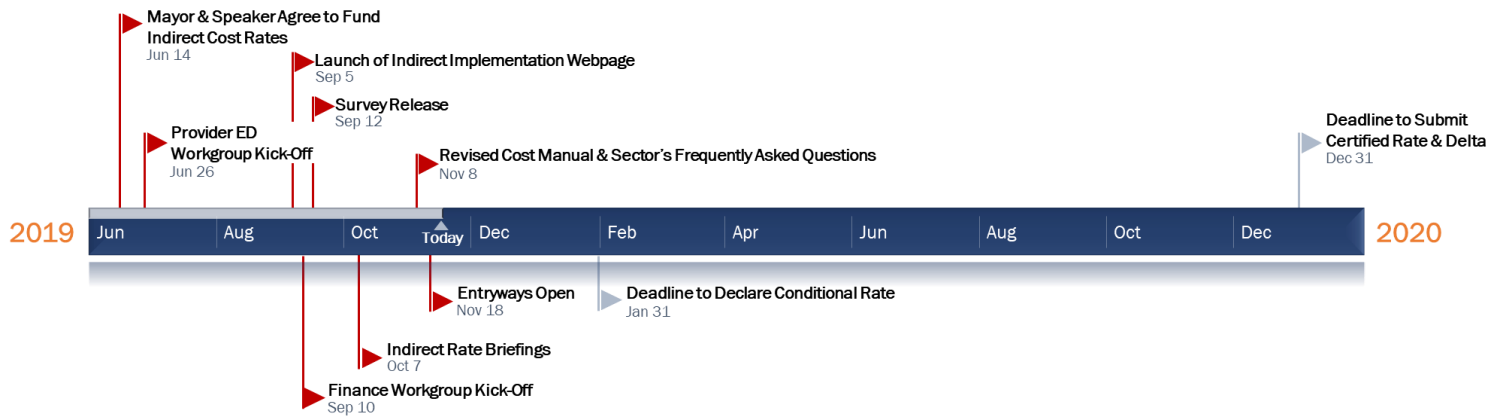 Mayor & Speaker Agree to Fund
Indirect Cost Rates
Jun 14
Launch of Indirect Implementation Webpage
Sep 5
Survey Release
Sep 12
Provider ED
Workgroup Kick-Off
Jun 26
Revised Cost Manual & Sector's Frequently Asked Questions
Nov 8
Deadline to Submit
Certified Rate & Delta
Dec 31
2019
Jun
Aug
Oct
Today
Dec
Feb
Apr
Jun
Aug
Oct
Dec
2020
Entryways Open
Nov 18
Deadline to Declare Conditional Rate
Jan 31
Indirect Rate Briefings
Oct 7
Finance Workgroup Kick-Off
Sep 10